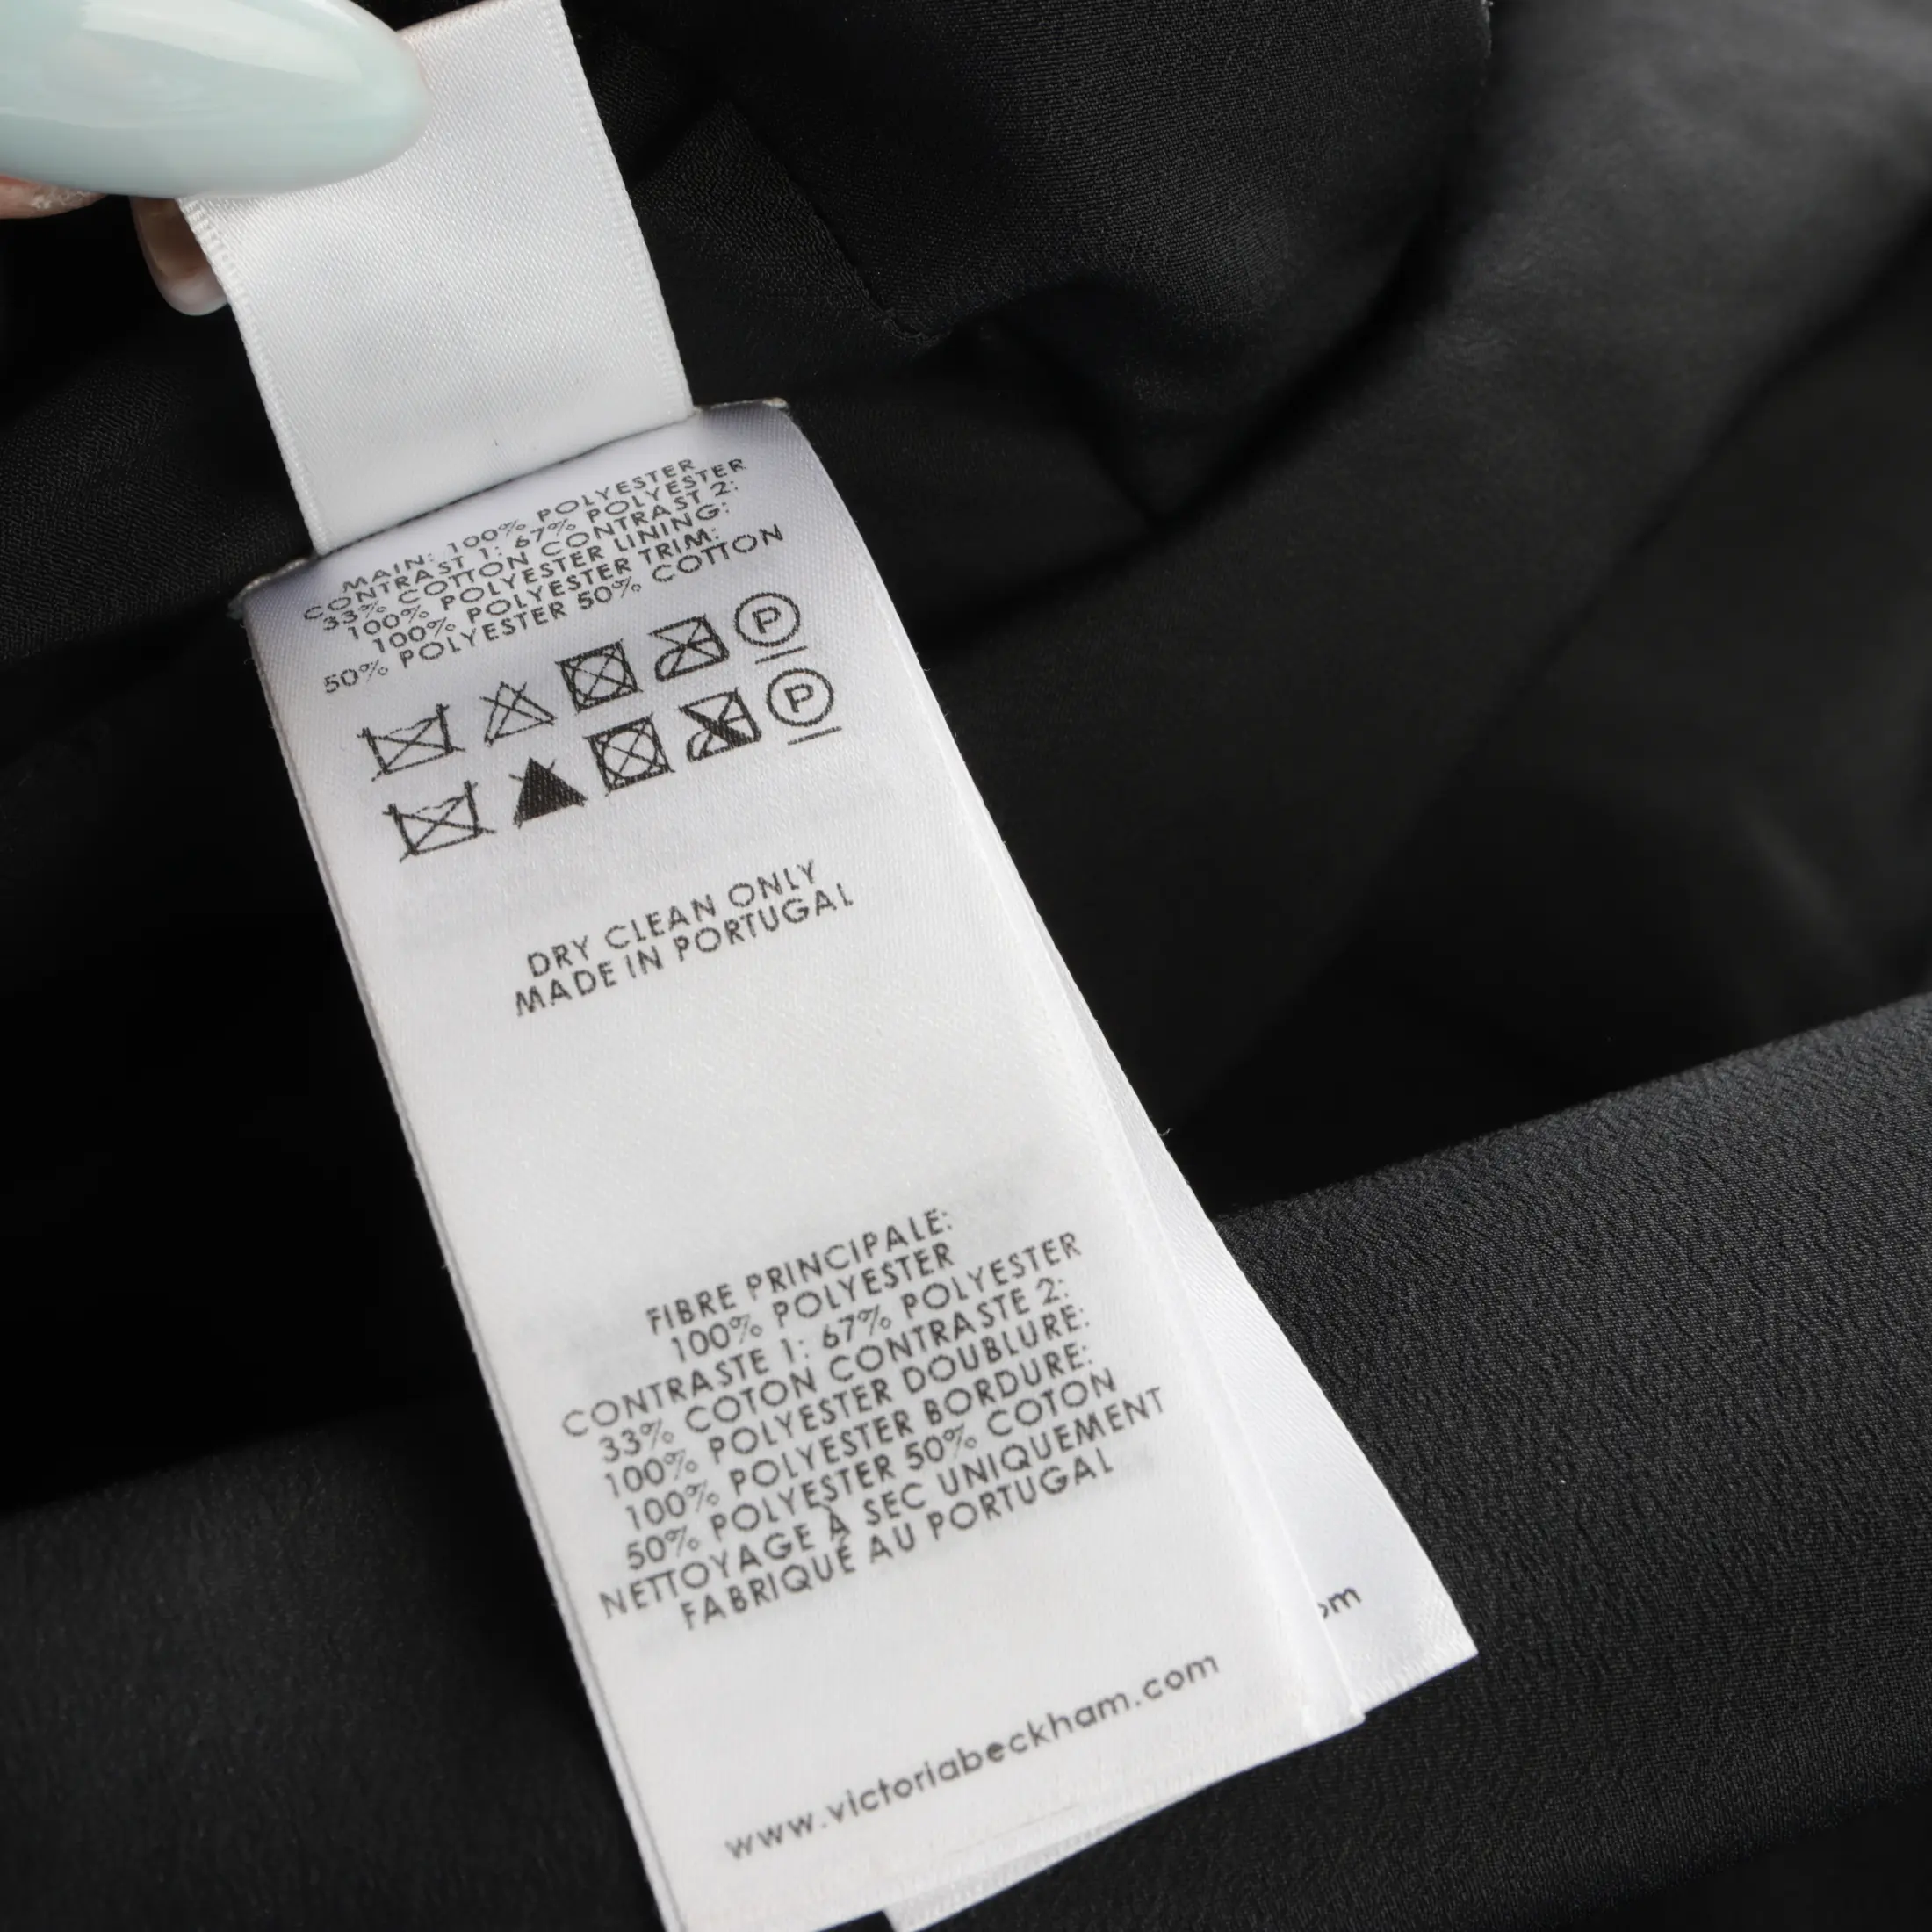 MAIN: 100% POLYESTER
CONTRAST 1: 67% POLYESTER
33% COTTON CONTRAST 2:
100% POLYESTER LINING:
100% POLYESTER TRIM:
50% POLYESTER 50% COTTON
P
P
DRY CLEAN ONLY
MADE IN PORTUGAL
FIBRE PRINCIPALE:
100% POLYESTER
CONTRASTE 1: 67% POLYESTER
33% COTON CONTRASTE 2:
100% POLYESTER DOUBLURE:
100% POLYESTER BORDURE:
50% POLYESTER 50% COTON
NETTOYAGE À SEC UNIQUEMENT
FABRIQUÉ AU PORTUGAL
www.victoriabeckham.com
om